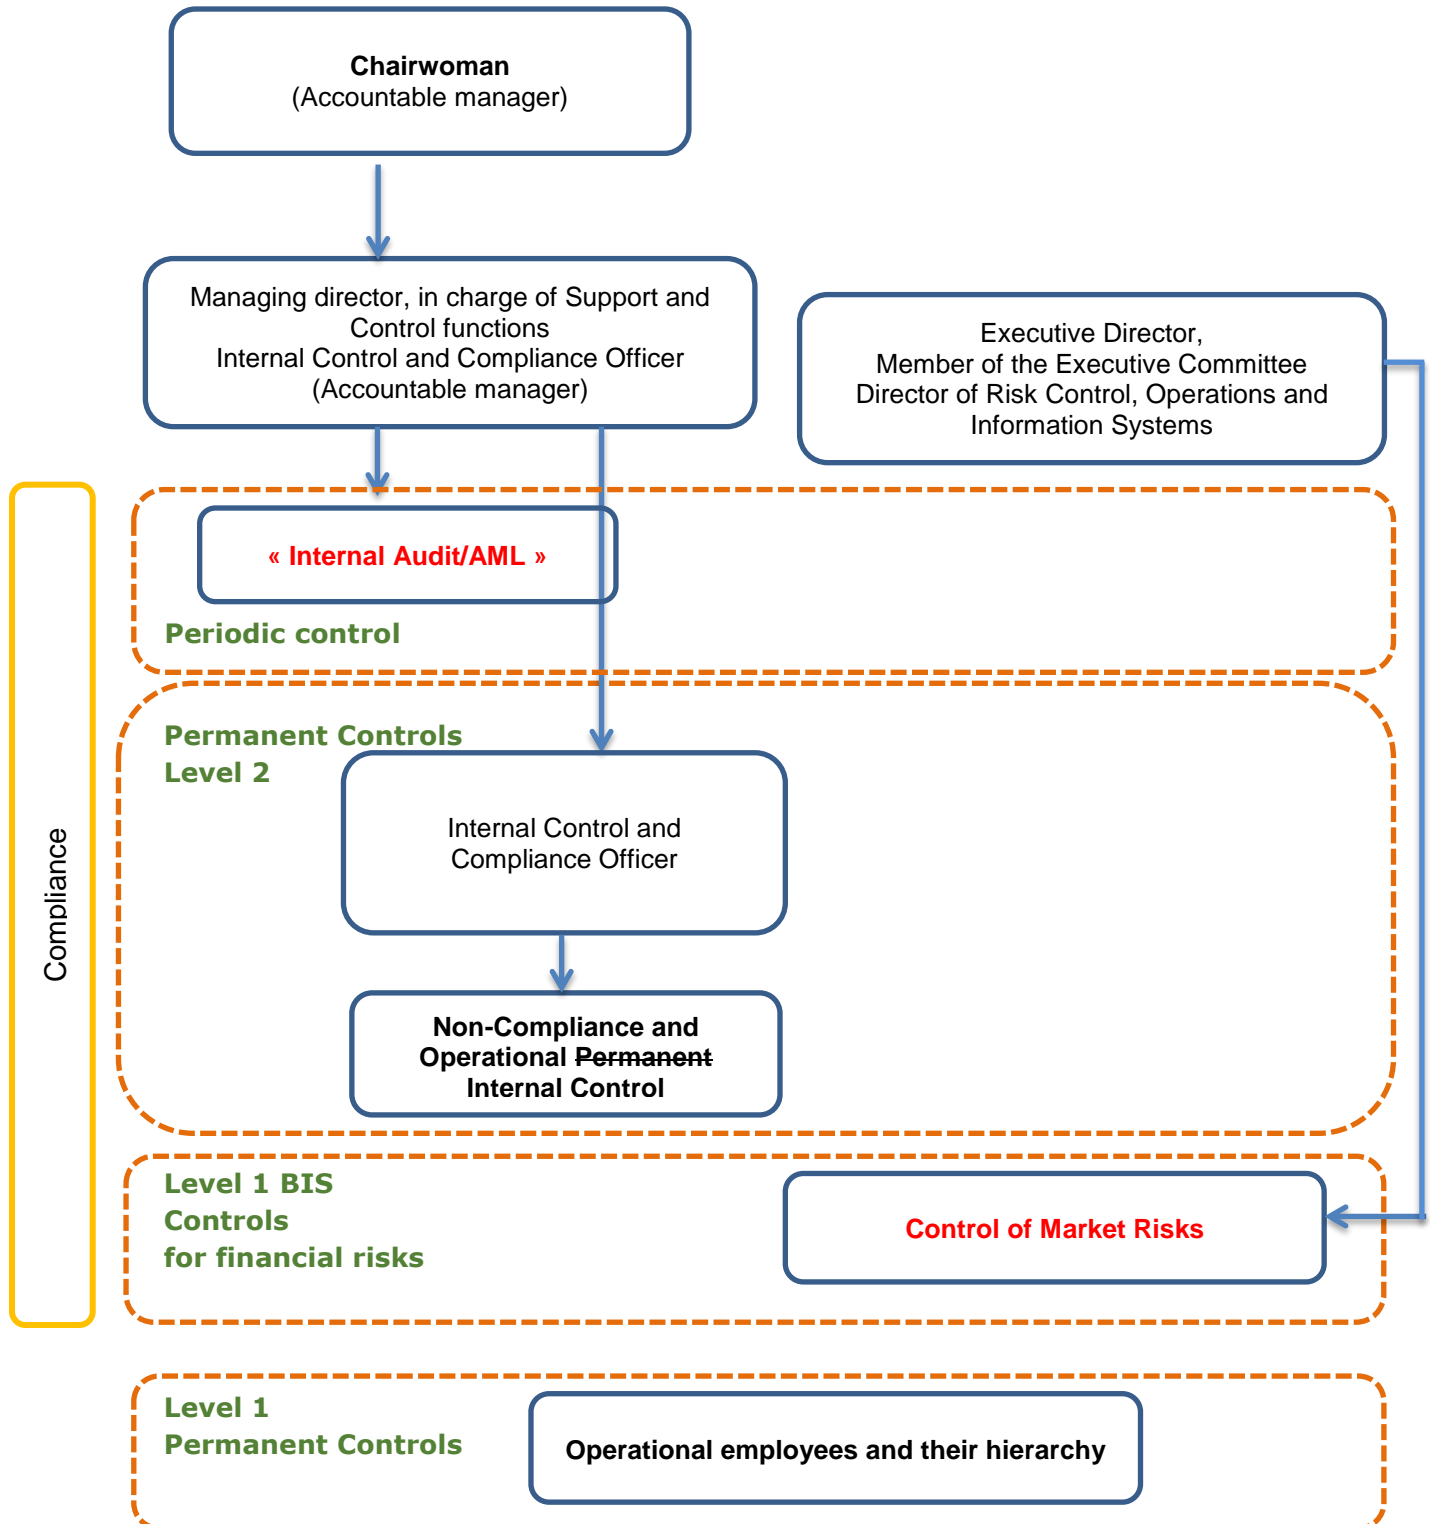 Chairwoman
(Accountable manager)
Managing director, in charge of Support and
Control functions
Internal Control and Compliance Officer
(Accountable manager)
Executive Director,
Member of the Executive Committee
Director of Risk Control, Operations and
Information Systems
Compliance
« Internal Audit/AML »
Periodic control
Permanent Controls
Level 2
Internal Control and
Compliance Officer
Non-Compliance and
Operational Permanent
Internal Control
Level 1 BIS
Controls
for financial risks
Control of Market Risks
Level 1
Permanent Controls
Operational employees and their hierarchy